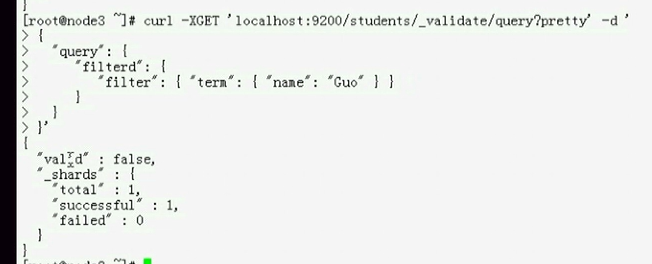 }
[root@node3 ~]# curl -XGET 'localhost:9200/students/_validate/query?pretty' -d '
> {
>   "query": {
>     "filterd": {
>       "filter": { "term": { "name": "Guo" } }
>     }
>   }
> }'
{
  "valid" : false,
  "_shards" : {
    "total" : 1,
    "successful" : 1,
    "failed" : 0
  }
}
[root@node3 ~]#